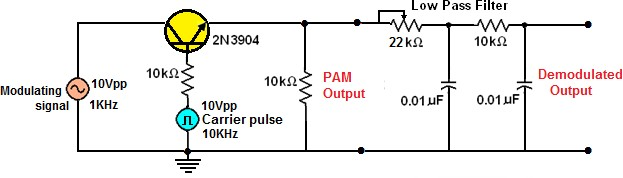 Low Pass Filter
2N3904
22kΩ
10kΩ
10kΩ
10kΩ
PAM
Output
Modulating
signal
10Vpp
1KHz
10Vpp
Carrier pulse
10KHz
0.01µF
0.01µF
Demodulated
Output